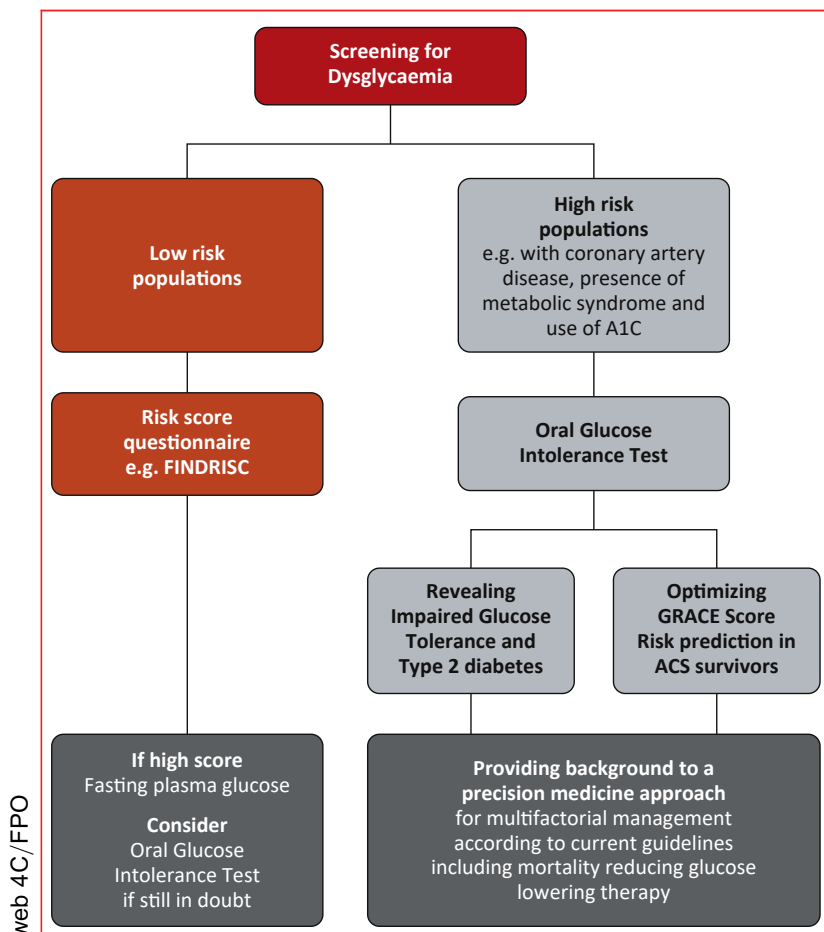 Screening for
Dysglycaemia
Low risk
populations
High risk
populations
e.g. with coronary artery
disease, presence of
metabolic syndrome and
use of A1C
Risk score
questionnaire
e.g. FINDRISC
Oral Glucose
Intolerance Test
Revealing
Impaired Glucose
Tolerance and
Type 2 diabetes
Optimizing
GRACE Score
Risk prediction in
ACS survivors
If high score
Fasting plasma glucose
Consider
Oral Glucose
Intolerance Test
if still in doubt
Providing background to a
precision medicine approach
for multifactorial management
according to current guidelines
including mortality reducing glucose
lowering therapy
web 4C/FPO